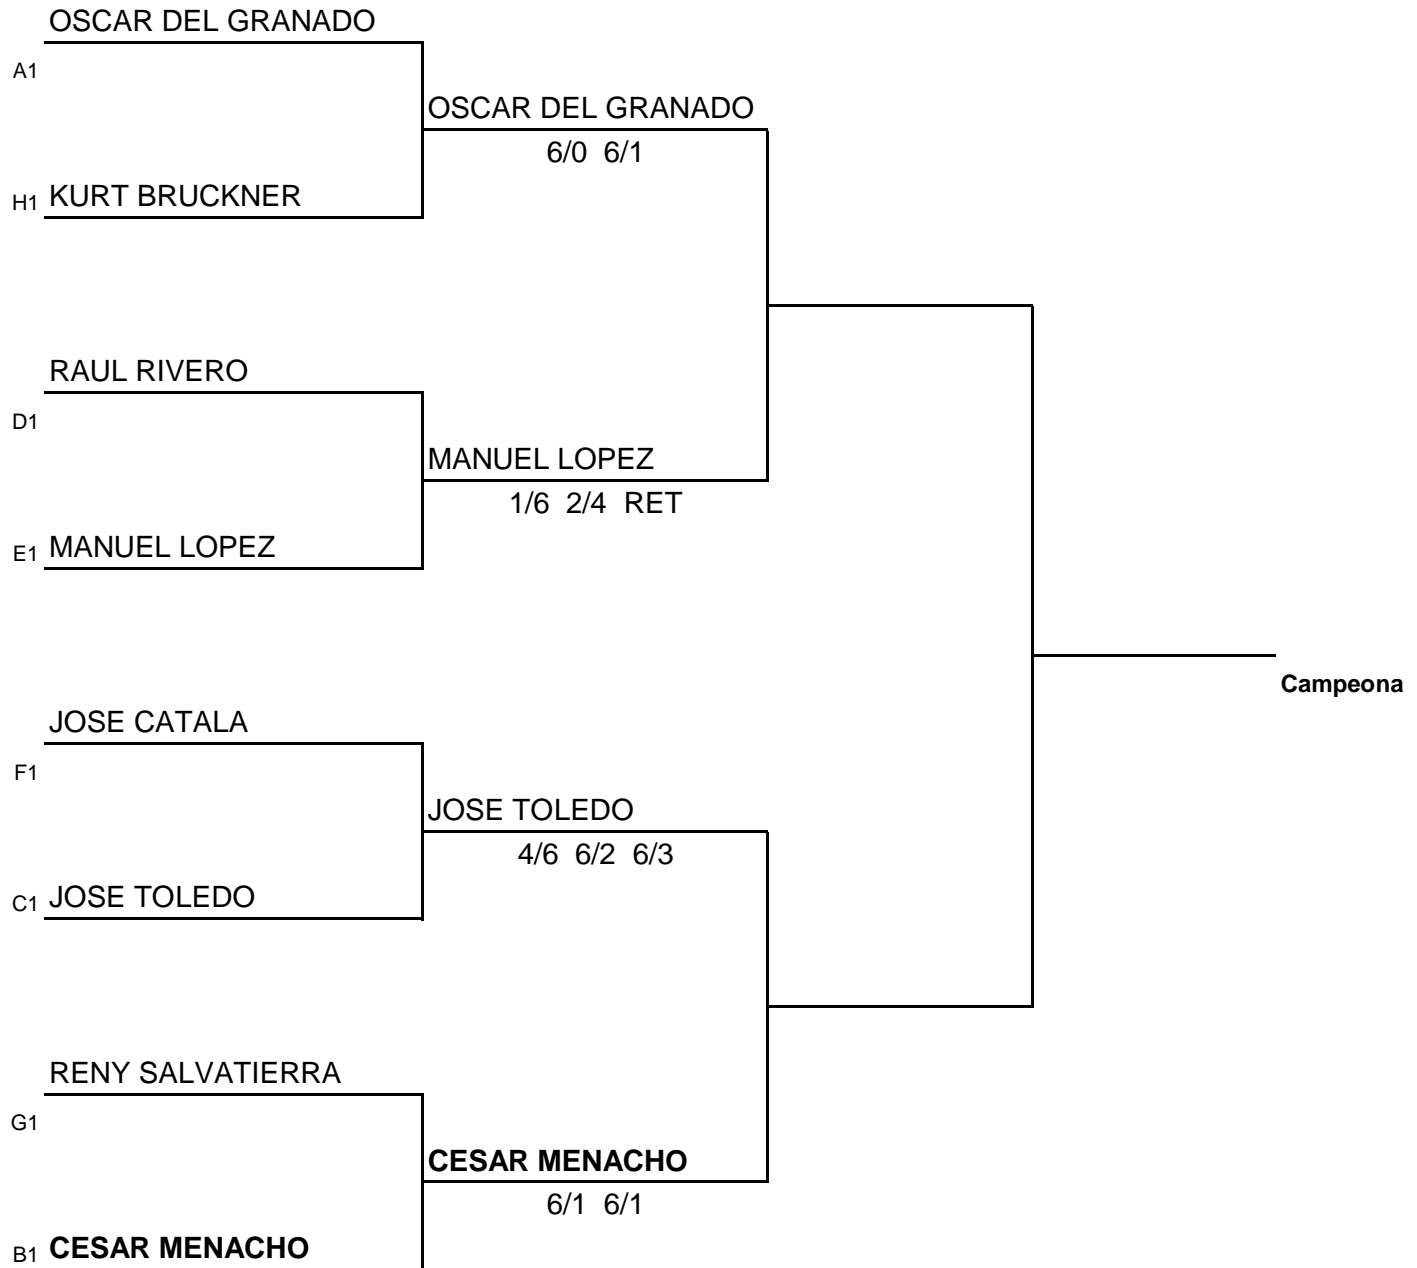 OSCAR DEL GRANADO
A1
OSCAR DEL GRANADO
6/0 6/1
H1 KURT BRUCKNER
RAUL RIVERO
D1
MANUEL LOPEZ
1/6 2/4 RET
E1 MANUEL LOPEZ
Campeona
JOSE CATALA
F1
JOSE TOLEDO
4/6 6/2 6/3
C1 JOSE TOLEDO
RENY SALVATIERRA
G1
CESAR MENACHO
6/1 6/1
B1 CESAR MENACHO